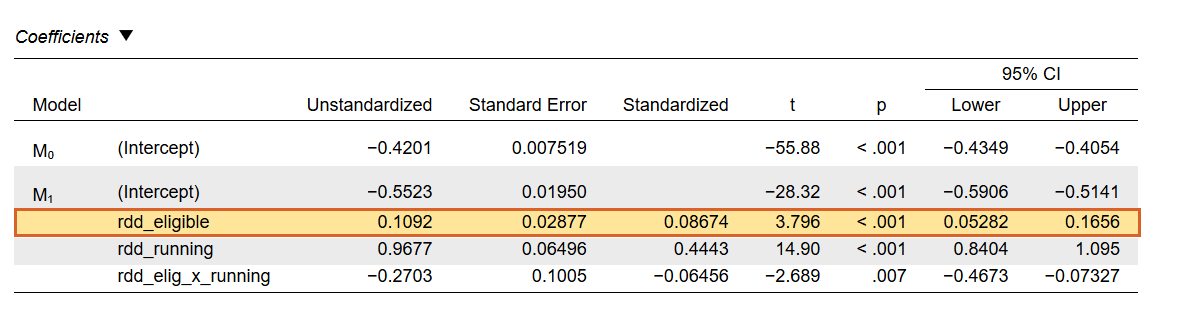 Coefficients ▼
95% CI
Model Unstandardized Standard Error Standardized t p Lower Upper
M₀ (Intercept) −0.4201 0.007519 −55.88 < .001 −0.4349 −0.4054
M₁ (Intercept) −0.5523 0.01950 −28.32 < .001 −0.5906 −0.5141
rdd_eligible 0.1092 0.02877 0.08674 3.796 < .001 0.05282 0.1656
rdd_running 0.9677 0.06496 0.4443 14.90 < .001 0.8404 1.095
rdd_elig_x_running −0.2703 0.1005 −0.06456 −2.689 .007 −0.4673 −0.07327